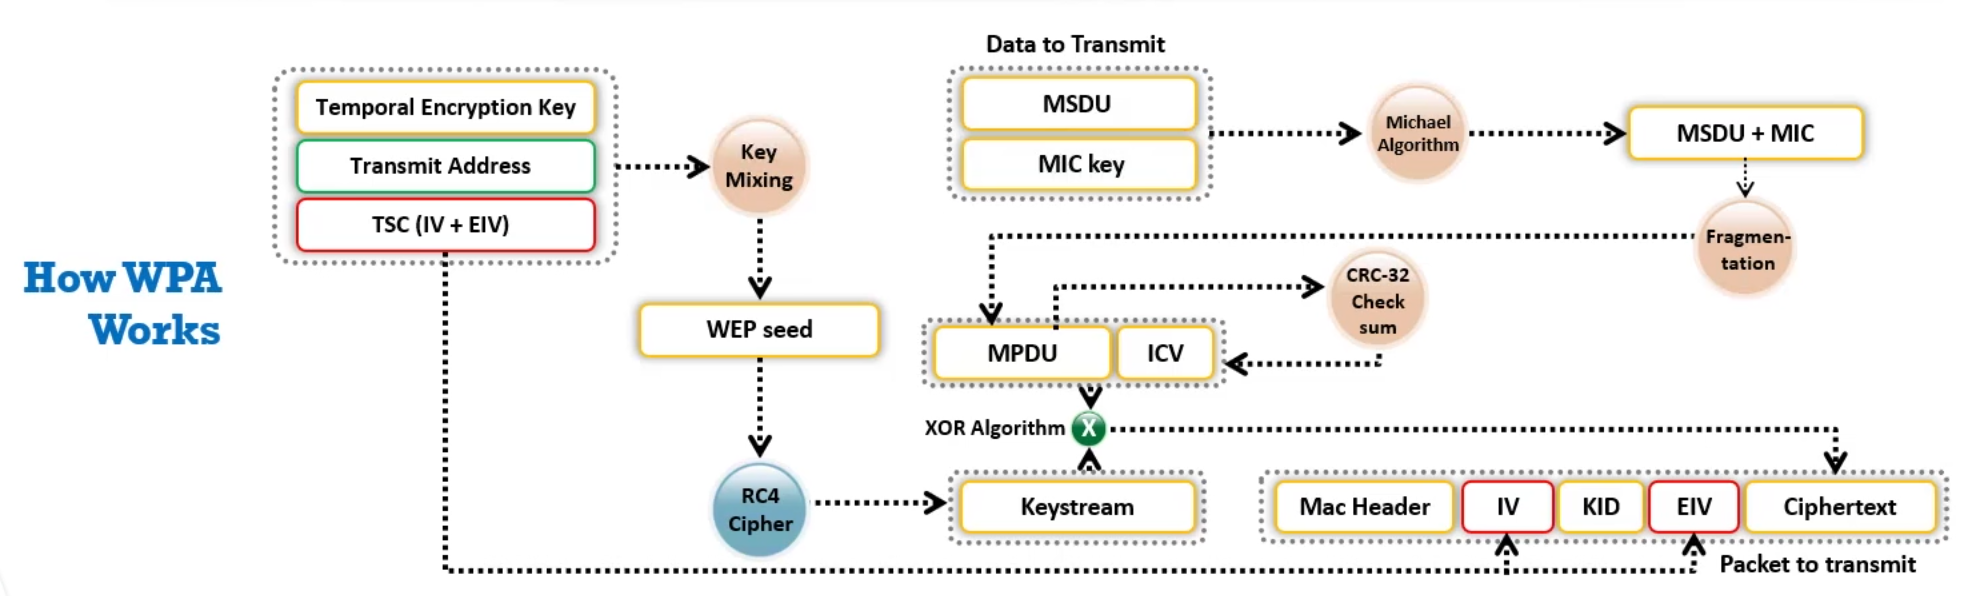 How WPA
Works
Temporal Encryption Key
Transmit Address
TSC (IV + EIV)
Key
Mixing
WEP seed
RC4
Cipher
Data to Transmit
MSDU
MIC key
Michael
Algorithm
MSDU + MIC
Fragmen-
tation
CRC-32
Check
sum
MPDU
ICV
XOR Algorithm
X
Keystream
Mac Header
IV
KID
EIV
Ciphertext
Packet to transmit